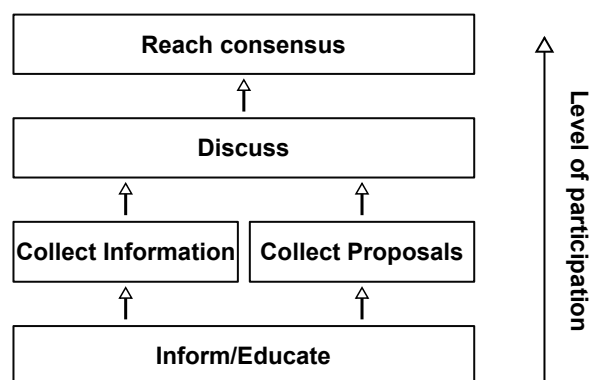 Reach consensus
Discuss
Collect Information
Collect Proposals
Inform/Educate
Level of participation